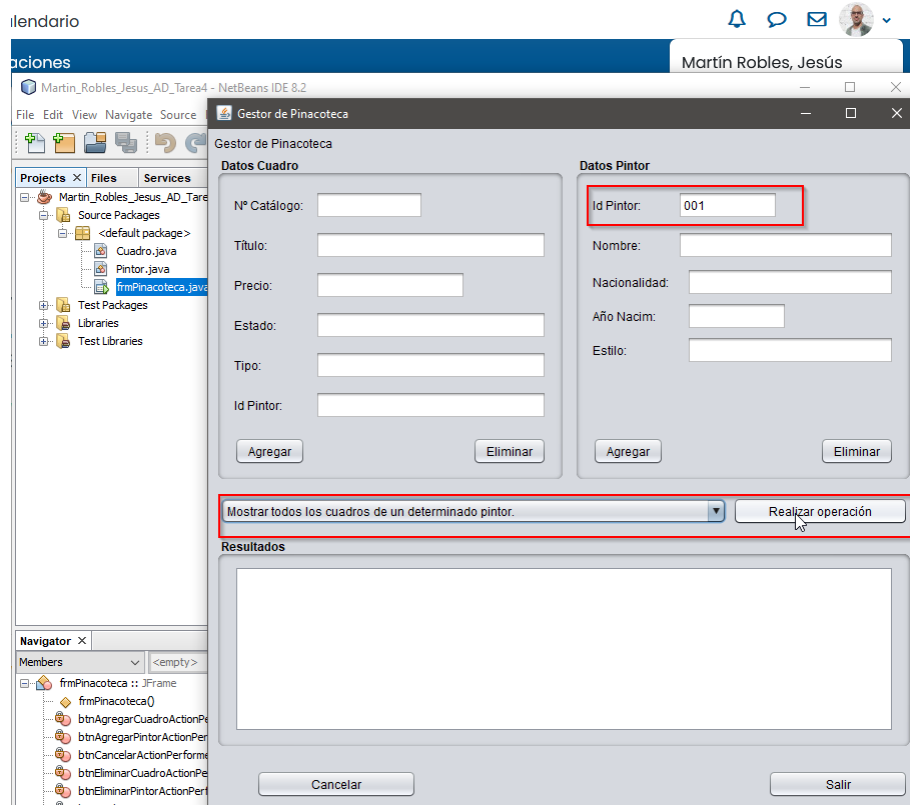 lendario
aciones
Martín Robles, Jesús
Martin_Robles_Jesus_AD_Tarea4 - NetBeans IDE 8.2
File Edit View Navigate Source
Gestor de Pinacoteca
Gestor de Pinacoteca
Projects Files Services
Martin_Robles_Jesus_AD_Tare
Source Packages
<default package>
Cuadro.java
Pintor.java
frmPinacoteca.java
Test Packages
Libraries
Test Libraries
Datos Cuadro
Nº Catálogo:
Título:
Precio:
Estado:
Tipo:
Id Pintor:
Agregar Eliminar
Datos Pintor
Id Pintor: 001
Nombre:
Nacionalidad:
Año Nacim:
Estilo:
Agregar Eliminar
Mostrar todos los cuadros de un determinado pintor. Realizar operación
Resultados
Navigator
Members <empty>
frmPinacoteca :: JFrame
frmPinacoteca()
btnAgregarCuadroActionPe
btnAgregarPintorActionPer
btnCancelarActionPerforme
btnEliminarCuadroActionPe
btnEliminarPintorActionPerf
Cancelar Salir